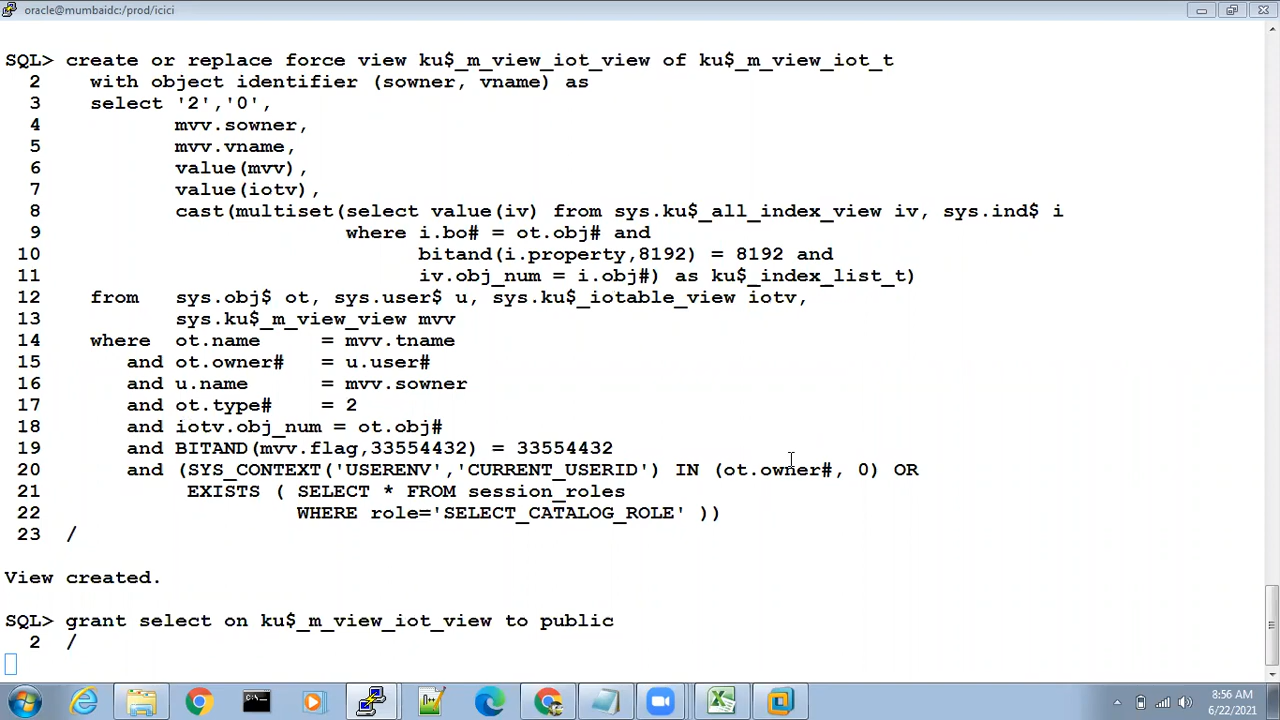 oracle@mumbaidc:/prod/icici
SQL> create or replace force view ku$_m_view_iot_view of ku$_m_view_iot_t
2 with object identifier (sowner, vname) as
3 select '2','0',
4 mvv.sowner,
5 mvv.vname,
6 value(mvv),
7 value(iotv),
8 cast(multiset(select value(iv) from sys.ku$_all_index_view iv, sys.ind$ i
9 where i.bo# = ot.obj# and
10 bitand(i.property,8192) = 8192 and
11 iv.obj_num = i.obj#) as ku$_index_list_t)
12 from sys.obj$ ot, sys.user$ u, sys.ku$_iotable_view iotv,
13 sys.ku$_m_view_view mvv
14 where ot.name = mvv.tname
15 and ot.owner# = u.user#
16 and u.name = mvv.sowner
17 and ot.type# = 2
18 and iotv.obj_num = ot.obj#
19 and BITAND(mvv.flag,33554432) = 33554432
20 and (SYS_CONTEXT('USERENV','CURRENT_USERID') IN (ot.owner#, 0) OR
21 EXISTS ( SELECT * FROM session_roles
22 WHERE role='SELECT_CATALOG_ROLE' ))
23 /
View created.
SQL> grant select on ku$_m_view_iot_view to public
2 /
8:56 AM
6/22/2021